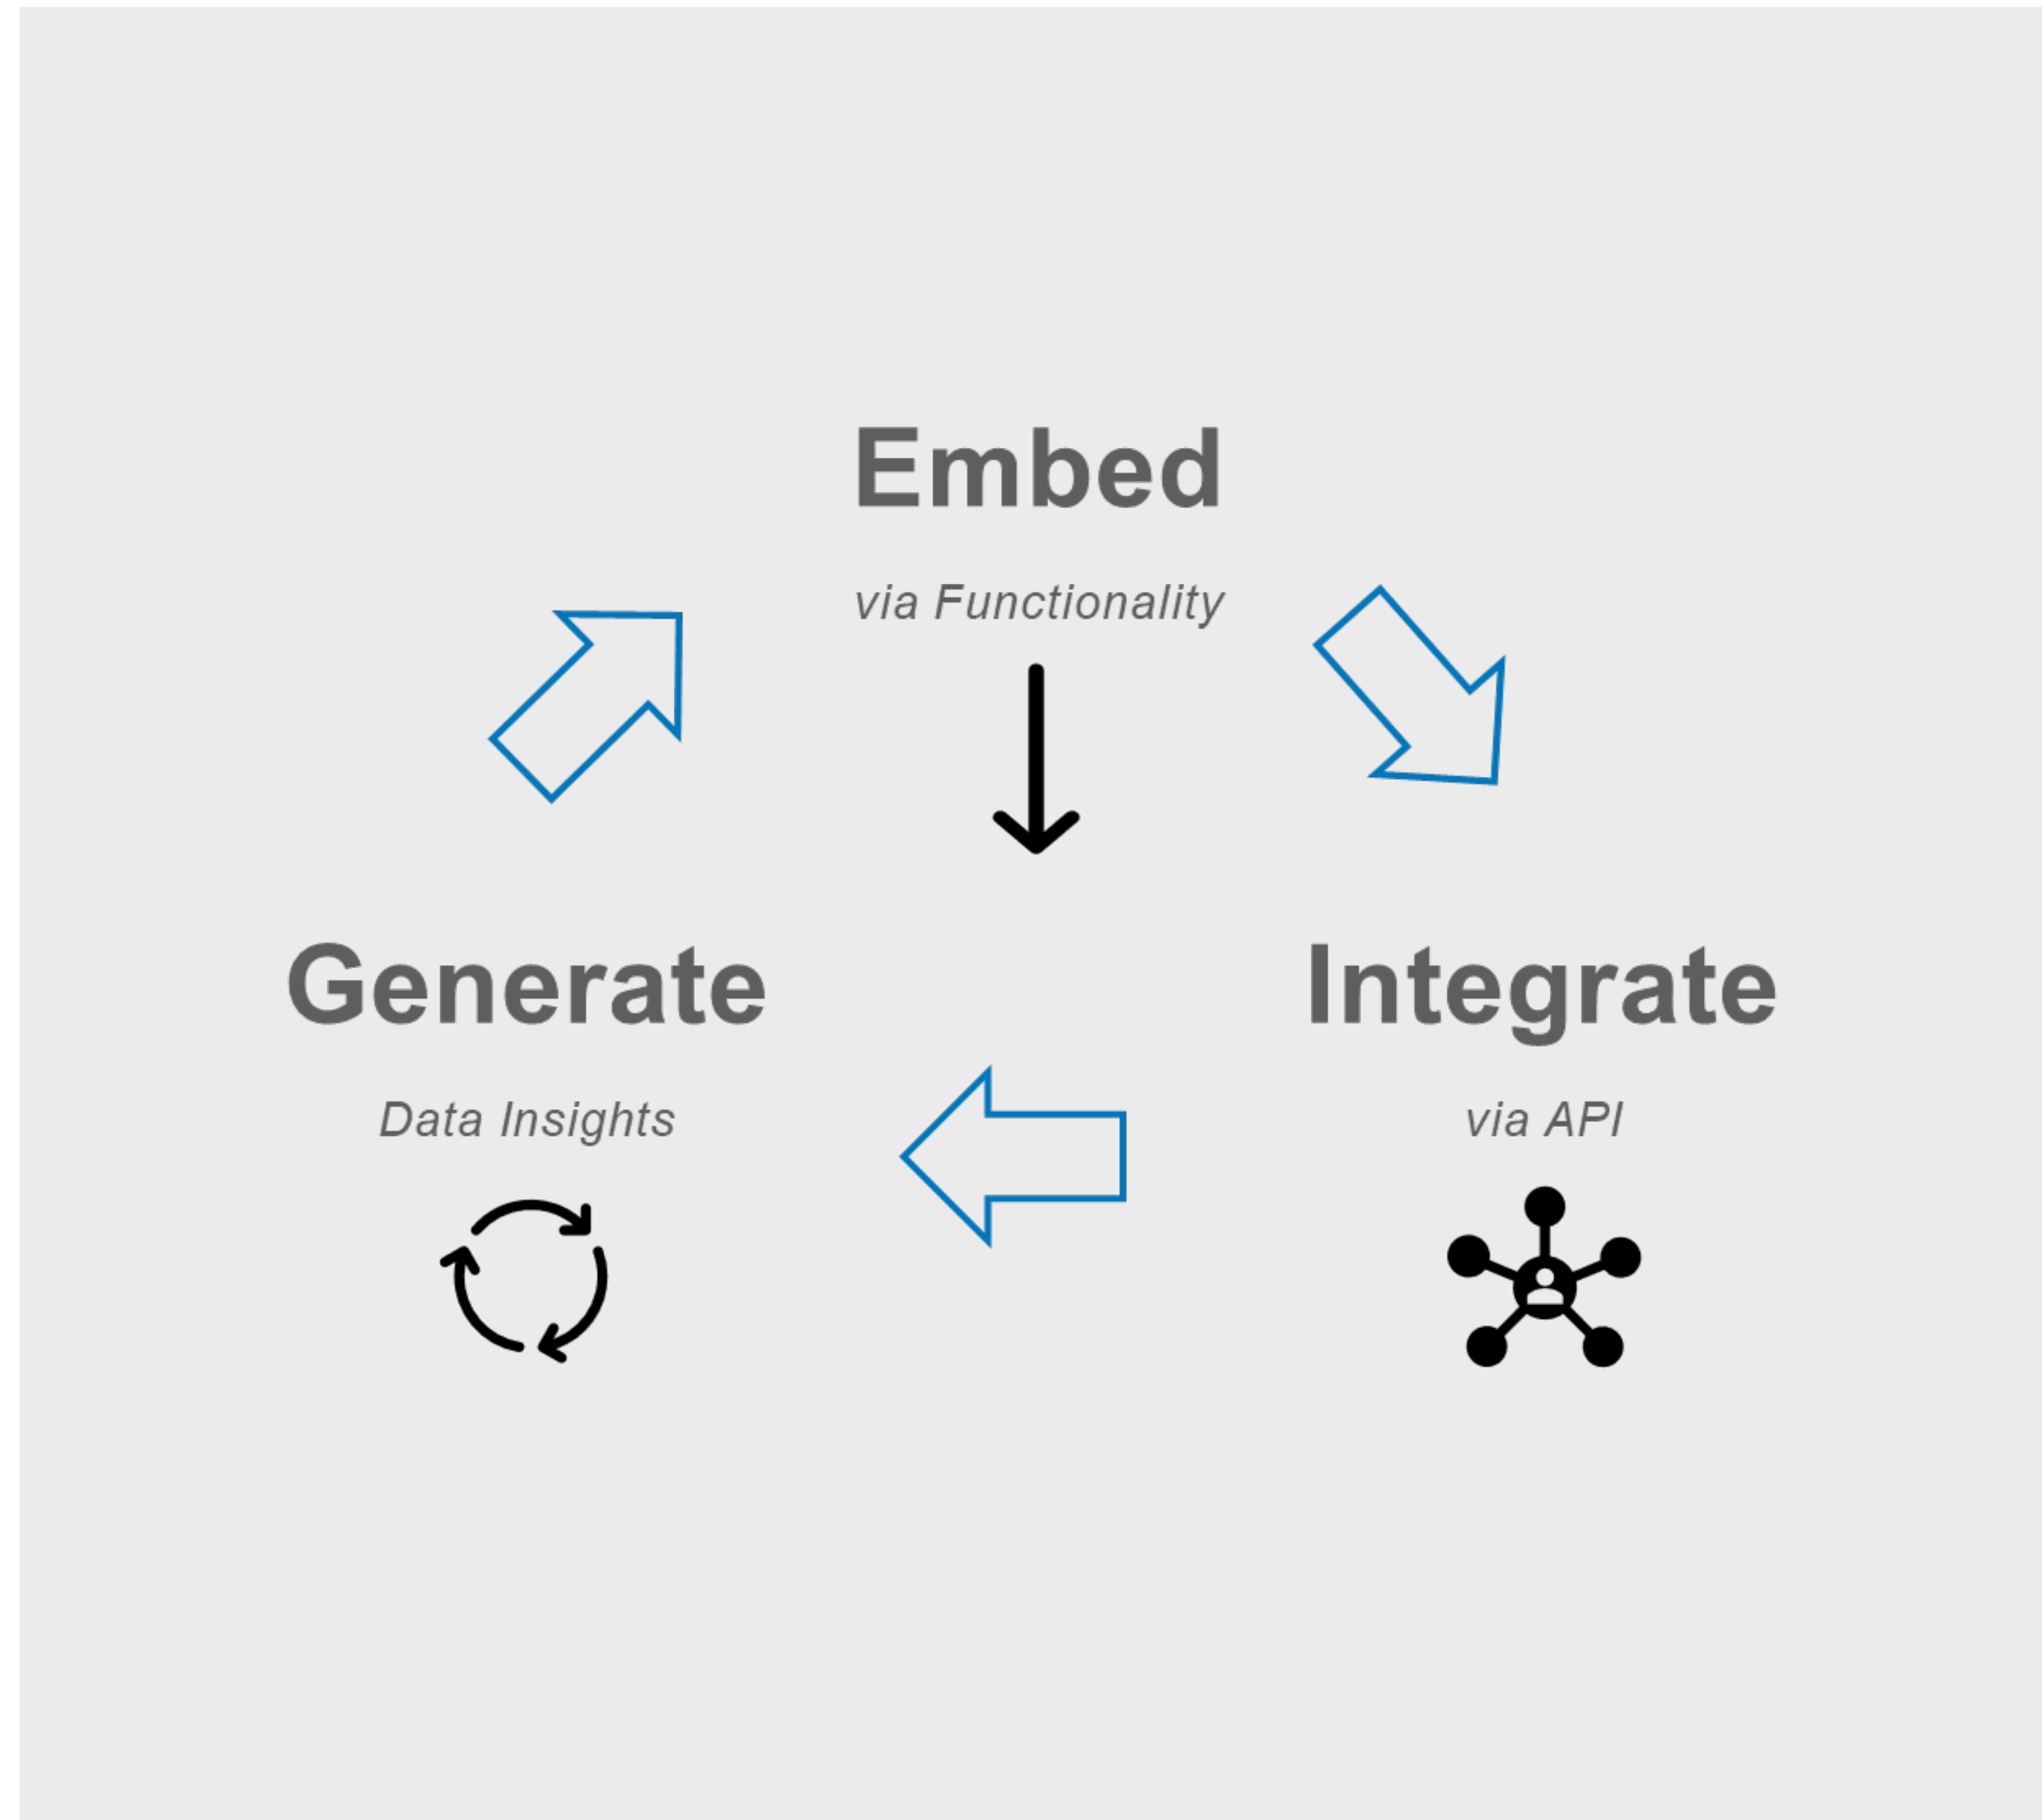 Embed
via Functionality
Generate
Data Insights
Integrate
via API